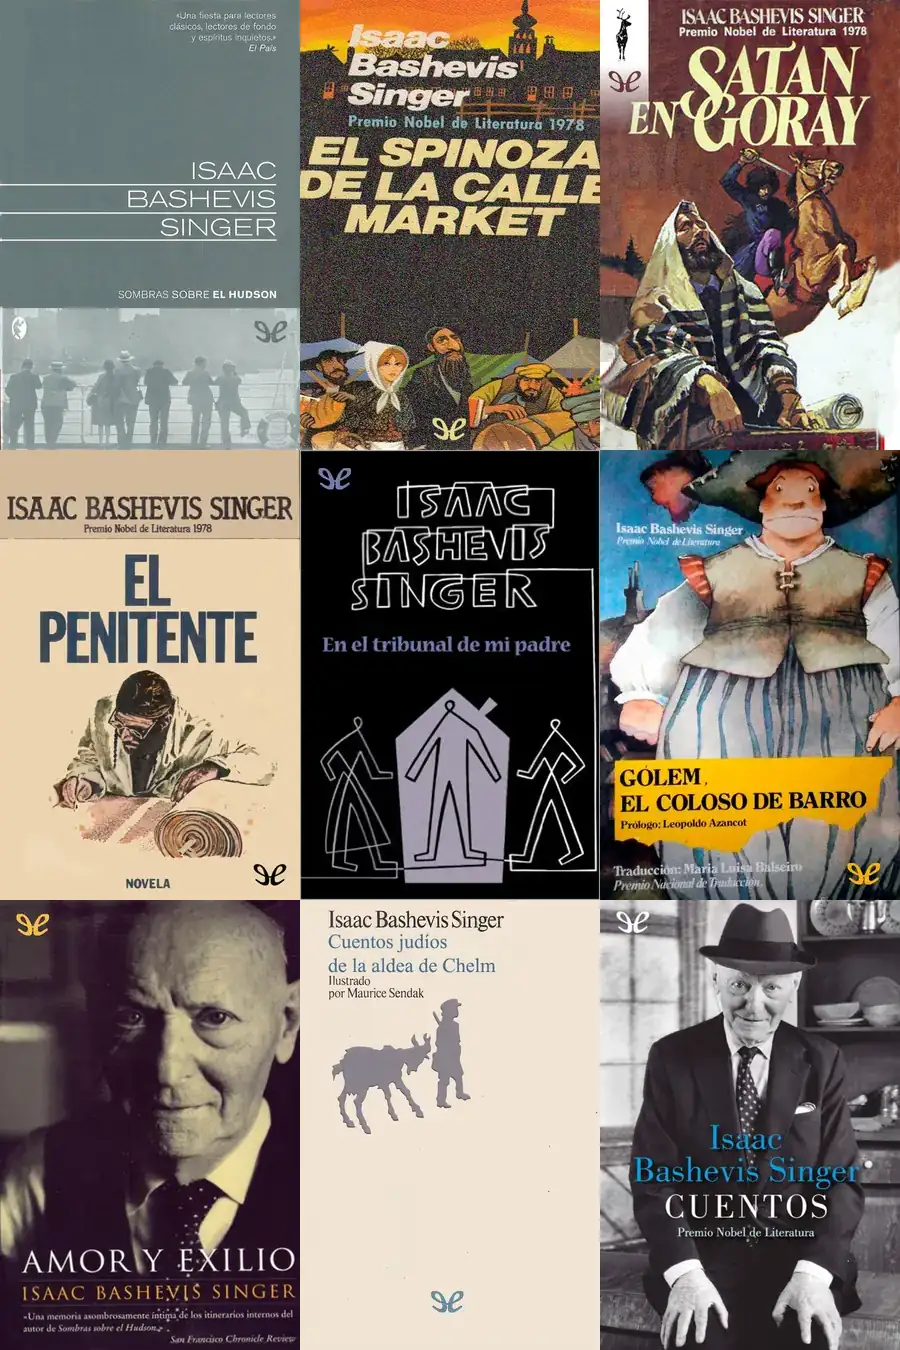 «Una fiesta para lectores
clásicos, lectores de fondo
y espíritus inquietos.»
El País
ISAAC
BASHEVIS
SINGER
SOMBRAS SOBRE EL HUDSON
Isaac
Bashevis
Singer
Premio Nobel de Literatura 1978
EL SPINOZA
DE LA CALLE
MARKET
ISAAC BASHEVIS SINGER
Premio Nobel de Literatura 1978
SATAN
EN GORAY
ISAAC BASHEVIS SINGER
Premio Nobel de Literatura 1978
EL
PENITENTE
NOVELA
ISAAC
BASHEVIS
SINGER
En el tribunal de mi padre
Isaac Bashevis Singer
Premio Nobel de Literatura
GÓLEM,
EL COLOSO DE BARRO
Prólogo: Leopoldo Azancot
Traducción: María Luisa Balseiro
Premio Nacional de Traducción.
AMOR Y EXILIO
ISAAC BASHEVIS SINGER
«Una memoria asombrosamente íntima de los itinerarios internos del
autor de Sombras sobre el Hudson.»
San Francisco Chronicle Review
Isaac Bashevis Singer
Cuentos judíos
de la aldea de Chelm
Ilustrado
por Maurice Sendak
Isaac
Bashevis Singer
CUENTOS
Premio Nobel de Literatura